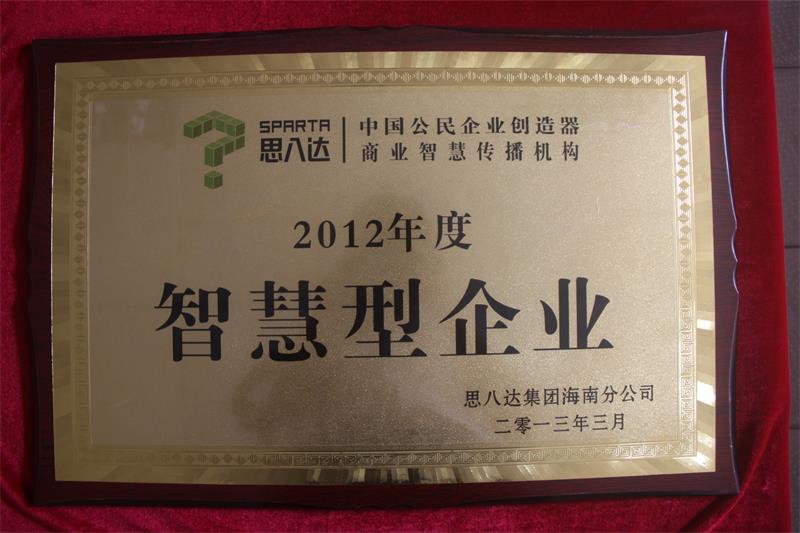 SPARTA
思八达
中国公民企业创造器
商业智慧传播机构
2012年度
智慧型企业
思八达集团海南分公司
二零一三年三月